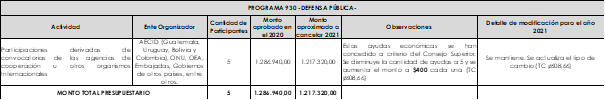 PROGRAMA 930 -DEFENSA PÚBLICA-
Actividad
Ente Organizador
Cantidad de
Participantes
Monto
aprobado en
el 2020
Monto
aproximado a
cancelar 2021
Observaciones
Detalle de modificación para el año
2021
Participaciones derivadas de
convocatorias de las agencias de
cooperación u otros organismos
internacionales
AECID (Guatemala,
Uruguay, Bolivia y
Colombia), ONU, OEA,
Embajadas, Gobiernos
de otros países, entre
otros.
5
1.286.940,00
1.217.320,00
Estas ayudas económicas se han
concedido a criterio del Consejo Superior.
Se disminuye la cantidad de ayudas a 5 y se
aumenta el monto a $400 cada una (TC
¢608,66)
Se mantiene. Se actualiza el tipo de
cambio (TC ¢608,66)
MONTO TOTAL PRESUPUESTARIO
5
1.286.940,00
1.217.320,00